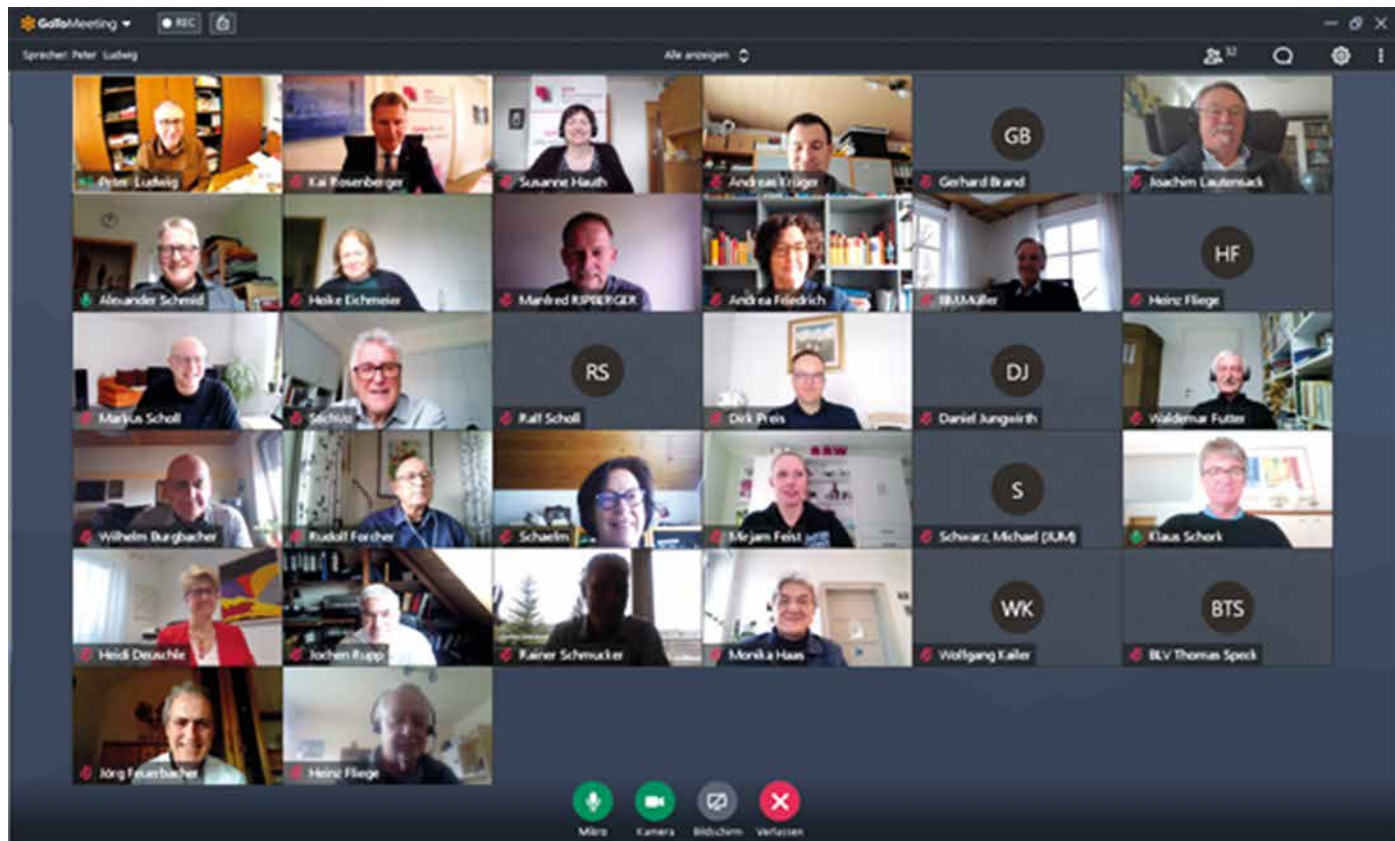 GoToMeeting
REC
Sprecher: Peter Ludwig
Alle anzeigen
32
Peter Ludwig
Kai Rosenberger
Susanne Hauth
Andreas Krüger
GB
Gerhard Brand
Joachim Lautensack
Alexander Schmid
Heike Eichmeier
Manfred RIPBERGER
Andrea Friedrich
BM.Müller
HF
Heinz Fliege
Markus Scholl
StichVo
RS
Ralf Scholl
Dirk Preis
DJ
Daniel Jungwirth
Waldemar Futter
Wilhelm Burgbacher
Rudolf Forcher
Schaelm
BBW
Mirjam Feist
S
Schwarz, Michael (JUM)
Klaus Schork
Heidi Deuschle
Jochen Rupp
Rainer Schmucker
Monika Haas
WK
Wolfgang Kailer
BTS
BLV Thomas Speck
Jörg Feuerbacher
Heinz Fliege
Mikro
Kamera
Bildschirm
Verlassen